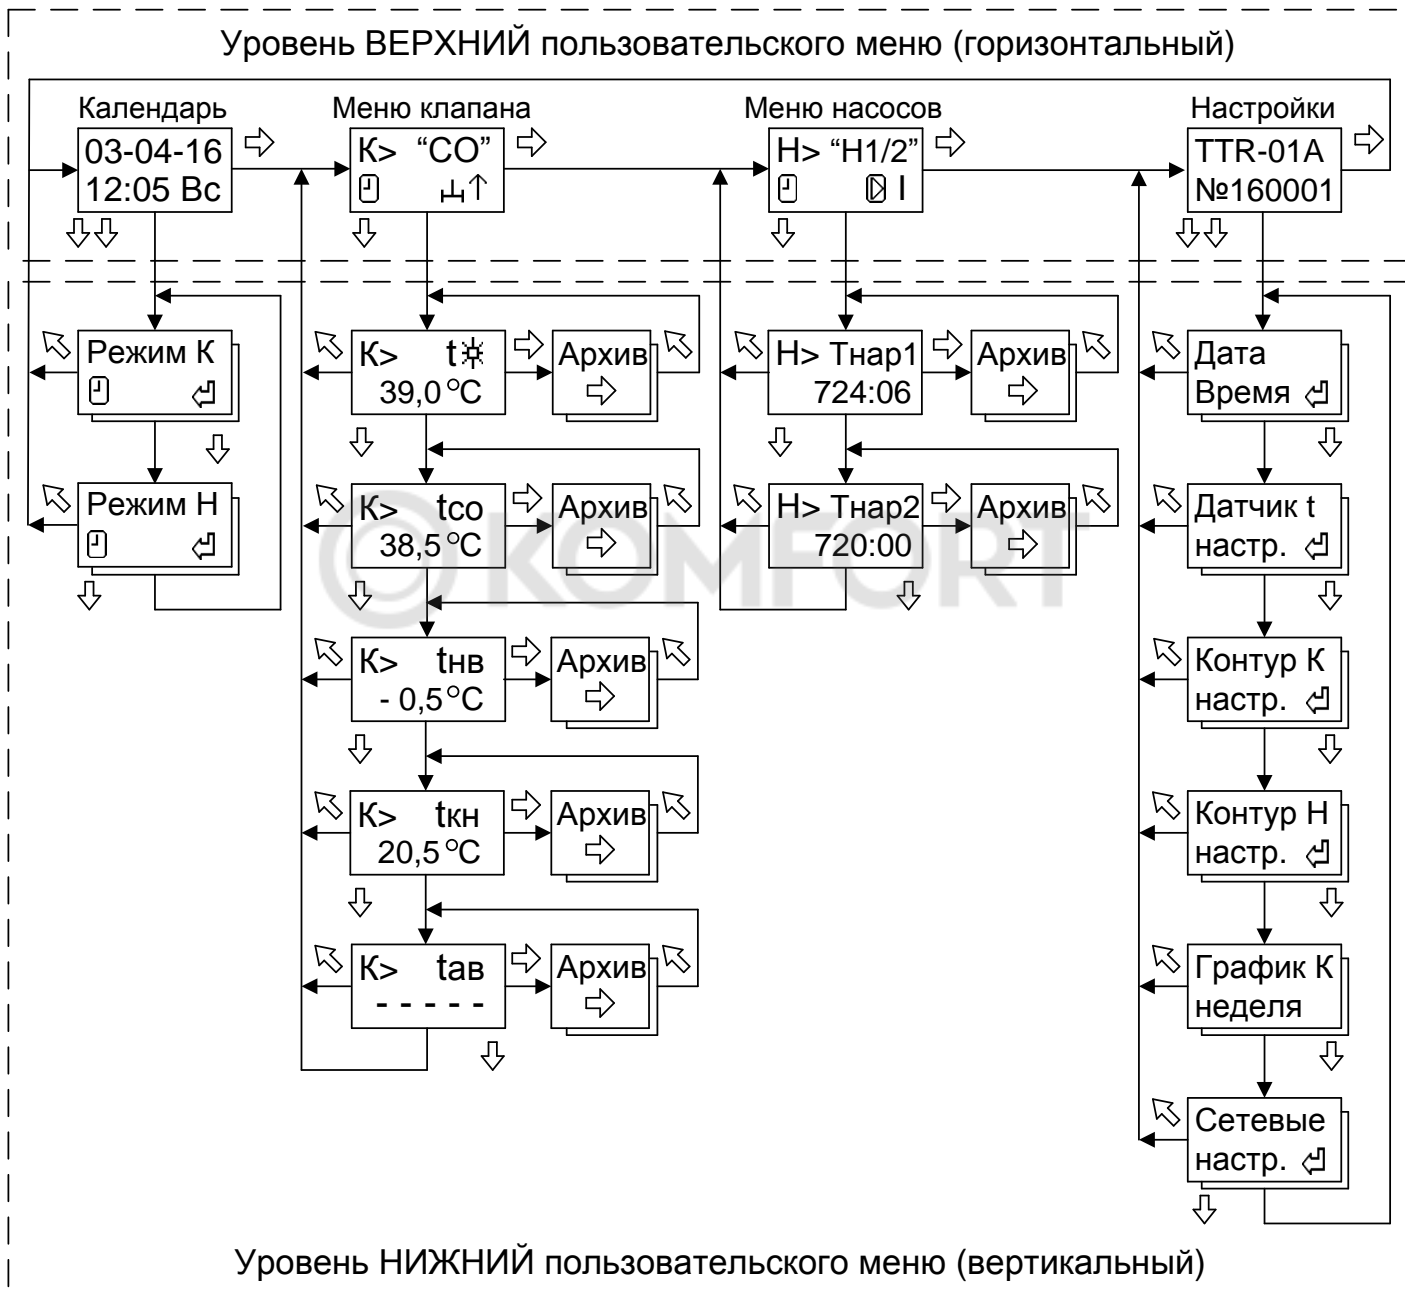 Уровень ВЕРХНИЙ пользовательского меню (горизонтальный)
Календарь
03-04-16
12:05 Вс
Меню клапана
К> “СО”
Меню насосов
Н> “Н1/2”
I
Настройки
TTR-01A
№160001
Режим К
Режим Н
К> t
39,0 °С
Архив
К> tсо
38,5 °С
Архив
К> tнв
- 0,5 °С
Архив
К> tкн
20,5 °С
Архив
К> tав
- - - - -
Архив
Н> Тнар1
724:06
Архив
Н> Тнар2
720:00
Архив
Дата
Время
Датчик t
настр.
Контур К
настр.
Контур Н
настр.
График К
неделя
Сетевые
настр.
KOMFORT
Уровень НИЖНИЙ пользовательского меню (вертикальный)